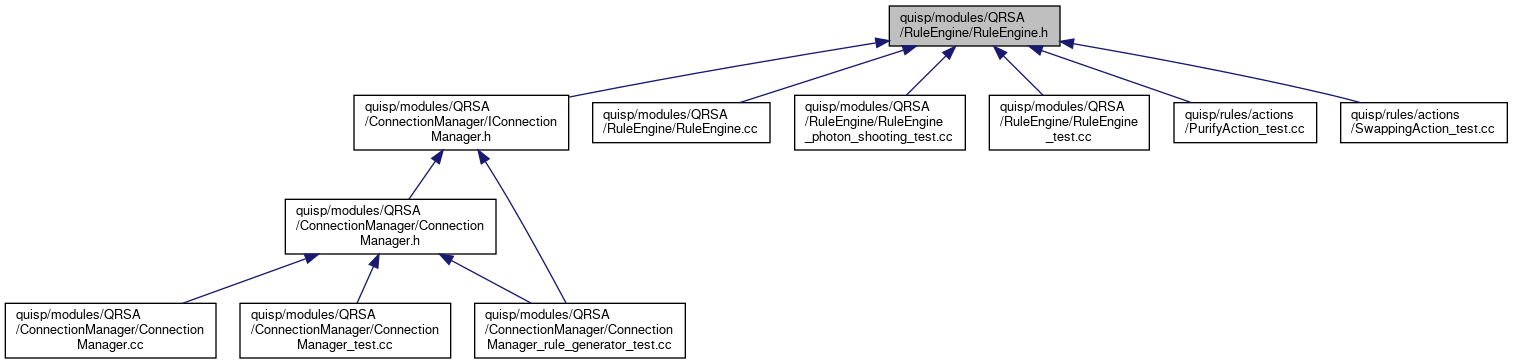 quisp/modules/QRSA
/RuleEngine/RuleEngine.h
quisp/modules/QRSA
/ConnectionManager/IConnection
Manager.h
quisp/modules/QRSA
/RuleEngine/RuleEngine.cc
quisp/modules/QRSA
/RuleEngine/RuleEngine
_photon_shooting_test.cc
quisp/modules/QRSA
/RuleEngine/RuleEngine
_test.cc
quisp/rules/actions
/PurifyAction_test.cc
quisp/rules/actions
/SwappingAction_test.cc
quisp/modules/QRSA
/ConnectionManager/Connection
Manager.h
quisp/modules/QRSA
/ConnectionManager/Connection
Manager.cc
quisp/modules/QRSA
/ConnectionManager/Connection
Manager_test.cc
quisp/modules/QRSA
/ConnectionManager/Connection
Manager_rule_generator_test.cc